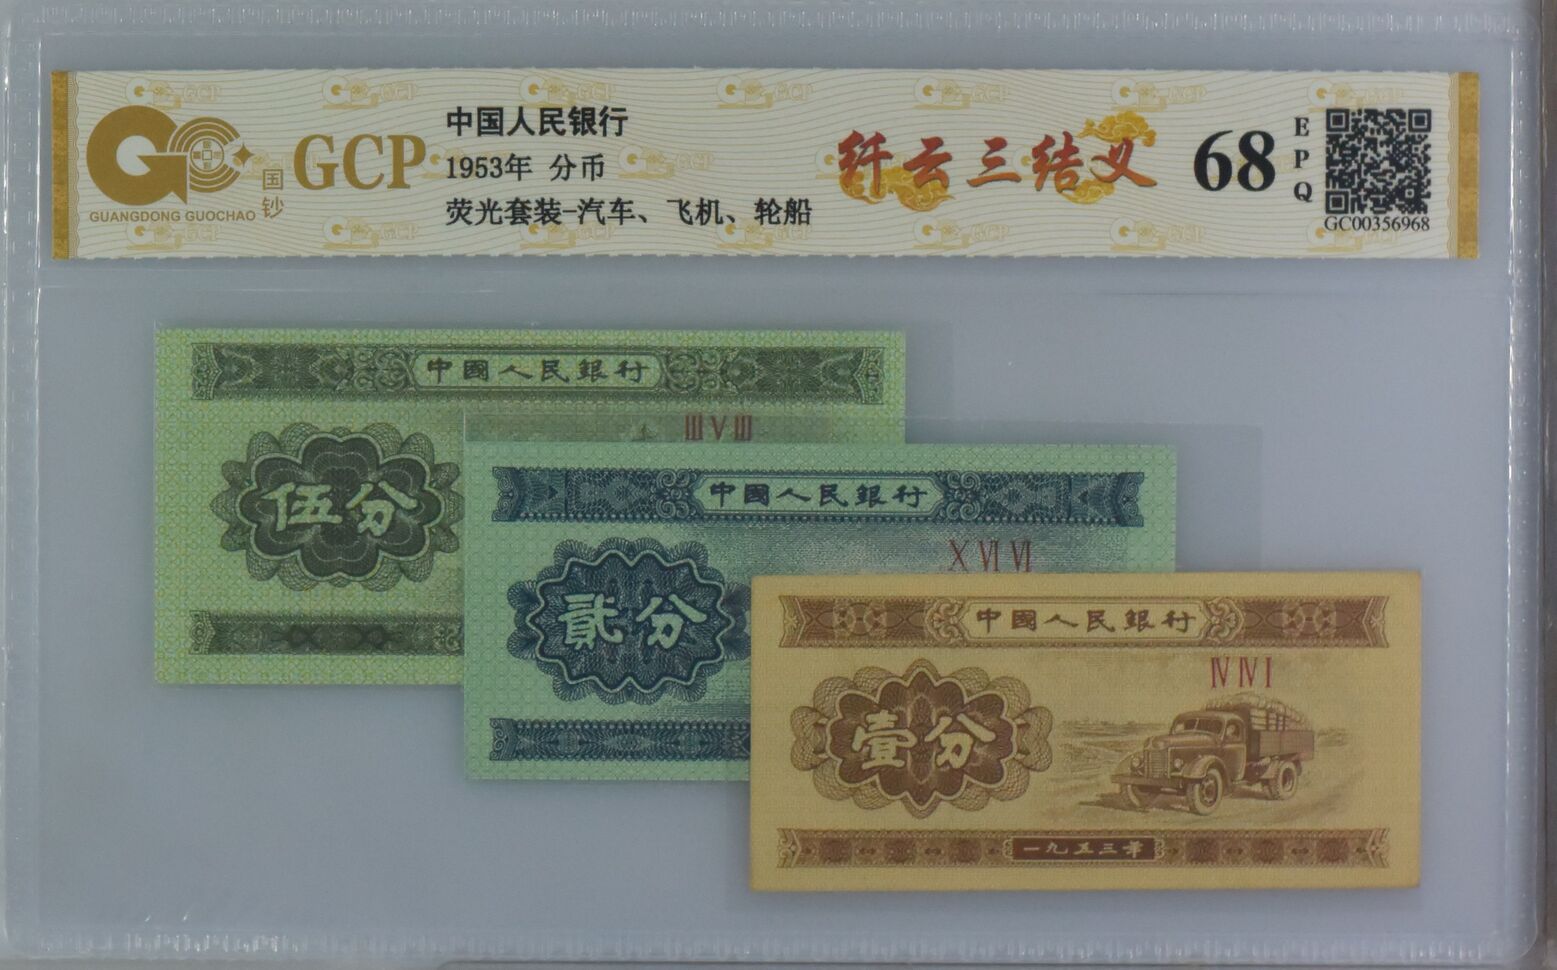 GCP
国钞
GUANGDONG GUOCHAO
中国人民银行
1953年 分币
荧光套装-汽车、飞机、轮船
纤云三结义
68
EPQ
GC00356968
中國人民銀行
ⅢⅤⅢ
伍分
中國人民銀行
ⅩⅥⅥ
貳分
中國人民銀行
ⅣⅣⅠ
壹分
一九五三年